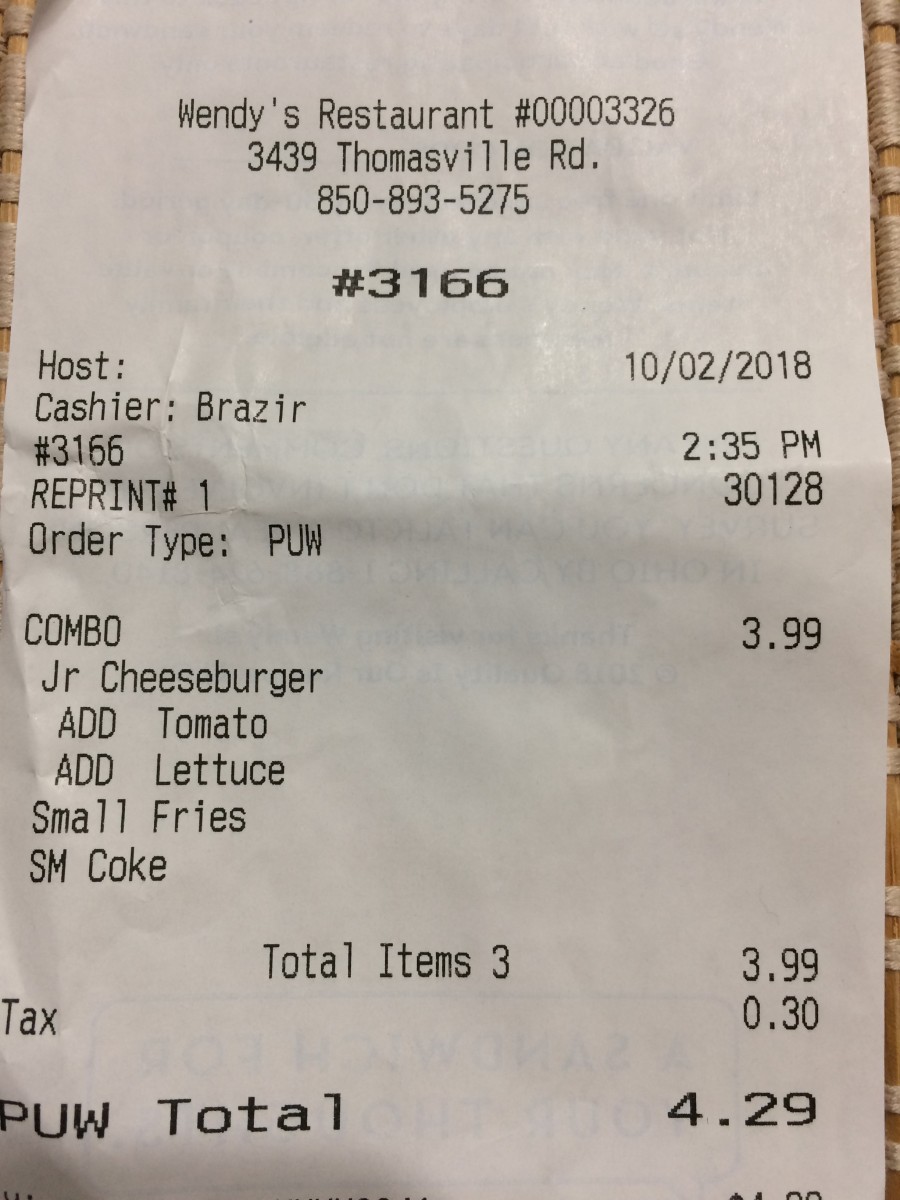 Wendy's Restaurant #00003326
3439 Thomasville Rd.
850-893-5275
#3166
Host: 10/02/2018
Cashier: Brazir
#3166 2:35 PM
REPRINT# 1 30128
Order Type: PUW
COMBO 3.99
Jr Cheeseburger
ADD Tomato
ADD Lettuce
Small Fries
SM Coke
Total Items 3 3.99
Tax 0.30
PUW Total 4.29